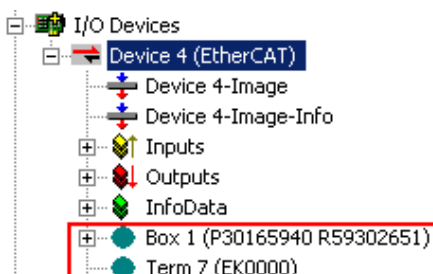 I/O Devices
Device 4 (EtherCAT)
Device 4-Image
Device 4-Image-Info
Inputs
Outputs
InfoData
Box 1 (P30165940 R59302651)
Term 7 (EK0000)